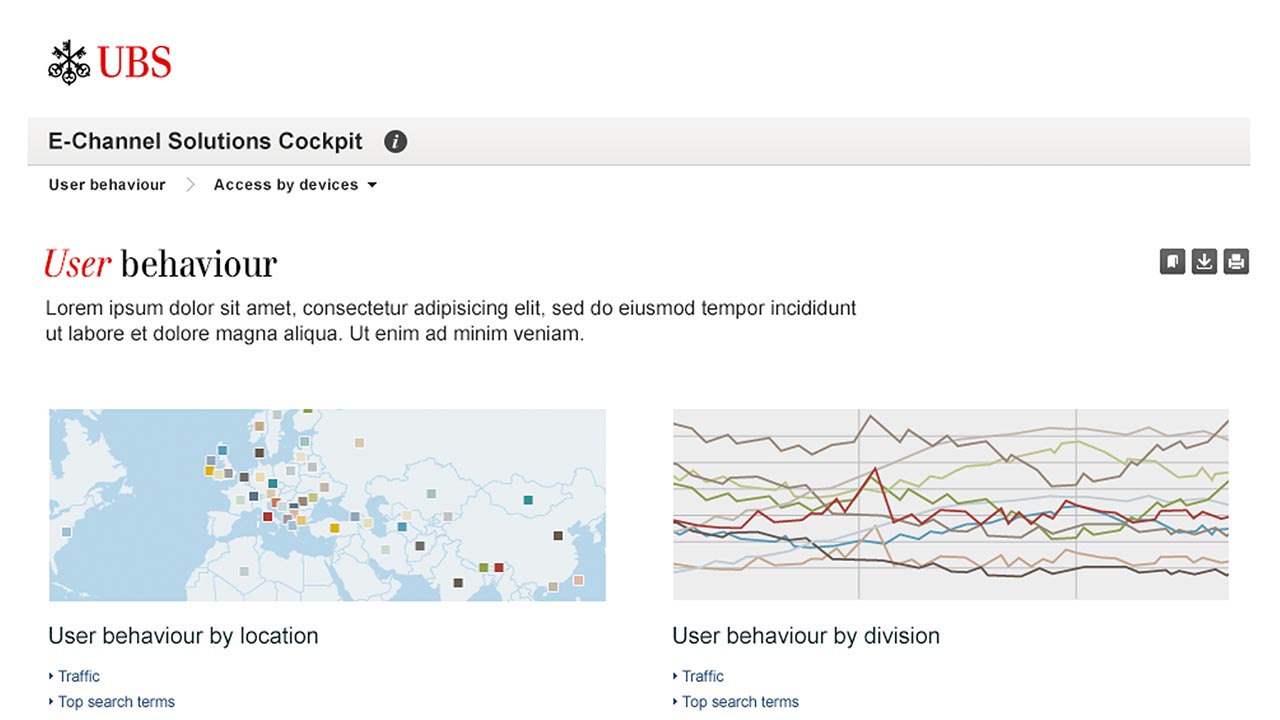 UBS
E-Channel Solutions Cockpit i
User behaviour Access by devices
User behaviour
Lorem ipsum dolor sit amet, consectetur adipisicing elit, sed do eiusmod tempor incididunt
ut labore et dolore magna aliqua. Ut enim ad minim veniam.
User behaviour by location
Traffic
Top search terms
User behaviour by division
Traffic
Top search terms